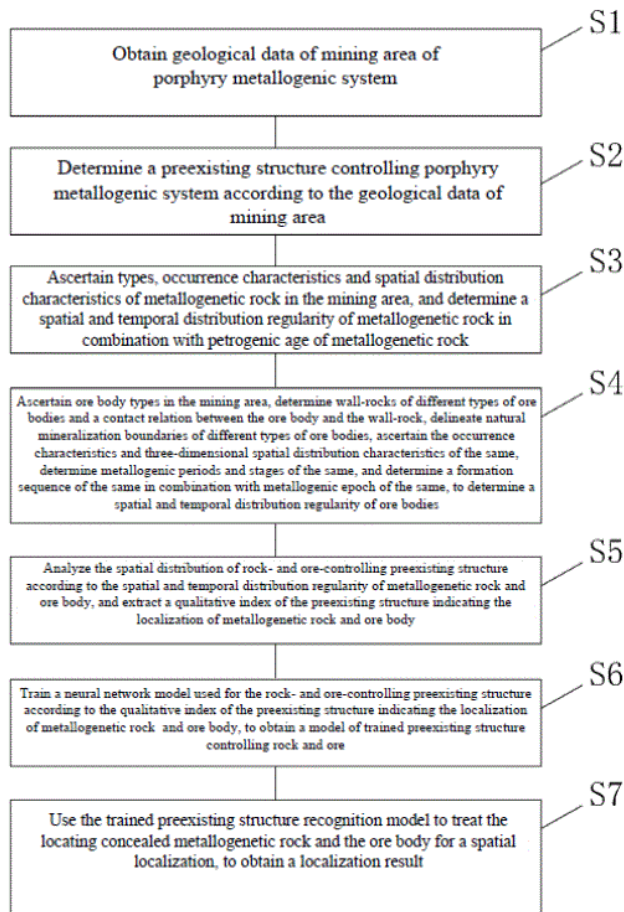 S1
Obtain geological data of mining area of
porphyry metallogenic system
S2
Determine a preexisting structure controlling porphyry
metallogenic system according to the geological data of
mining area
S3
Ascertain types, occurrence characteristics and spatial distribution
characteristics of metallogenetic rock in the mining area, and determine a
spatial and temporal distribution regularity of metallogenetic rock in
combination with petrogenic age of metallogenetic rock
S4
Ascertain ore body types in the mining area, determine wall-rocks of different types of ore
bodies and a contact relation between the ore body and the wall-rock, delineate natural
mineralization boundaries of different types of ore bodies, ascertain the occurrence
characteristics and three-dimensional spatial distribution characteristics of the same,
determine metallogenic periods and stages of the same, and determine a formation
sequence of the same in combination with metallogenic epoch of the same, to determine a
spatial and temporal distribution regularity of ore bodies
S5
Analyze the spatial distribution of rock- and ore-controlling preexisting structure
according to the spatial and temporal distribution regularity of metallogenetic rock and
ore body, and extract a qualitative index of the preexisting structure indicating the
localization of metallogenetic rock and ore body
S6
Train a neural network model used for the rock- and ore-controlling preexisting structure
according to the qualitative index of the preexisting structure indicating the localization
of metallogenetic rock and ore body, to obtain a model of trained preexisting structure
controlling rock and ore
S7
Use the trained preexisting structure recognition model to treat the
locating concealed metallogenetic rock and the ore body for a spatial
localization, to obtain a localization result